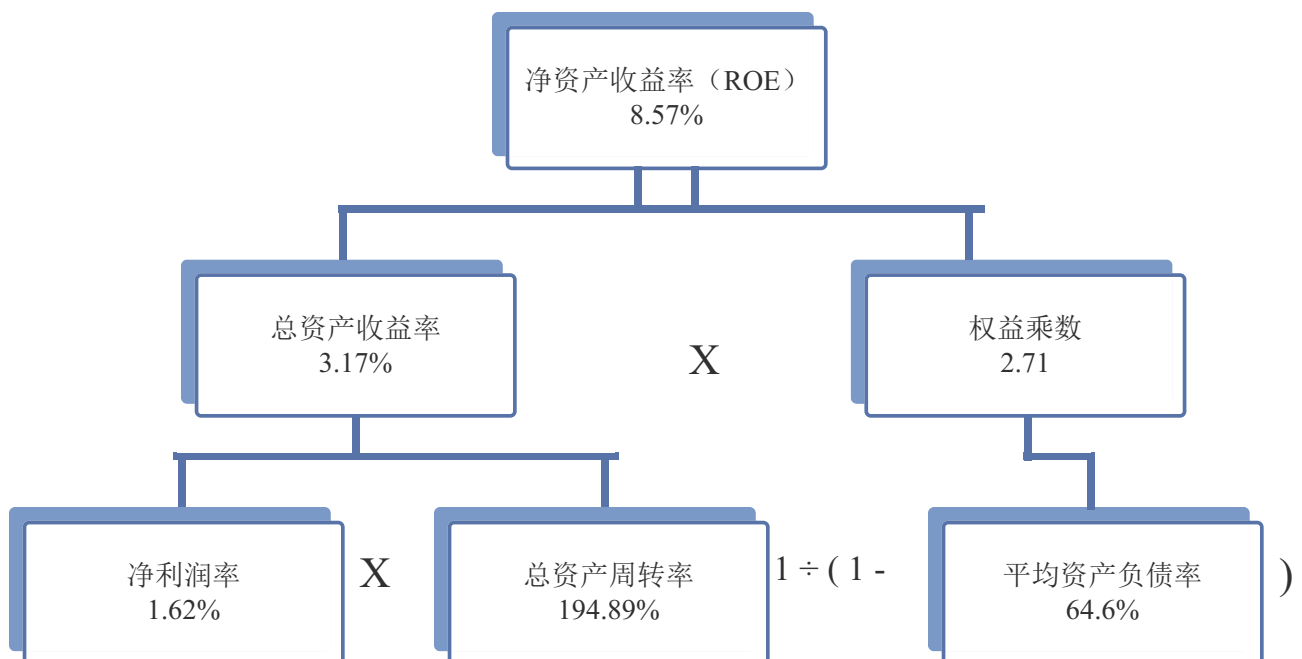 净资产收益率（ROE）
8.57%
总资产收益率
3.17%
X
权益乘数
2.71
净利润率
1.62%
X
总资产周转率
194.89%
1 ÷ ( 1 -
平均资产负债率
64.6%
)